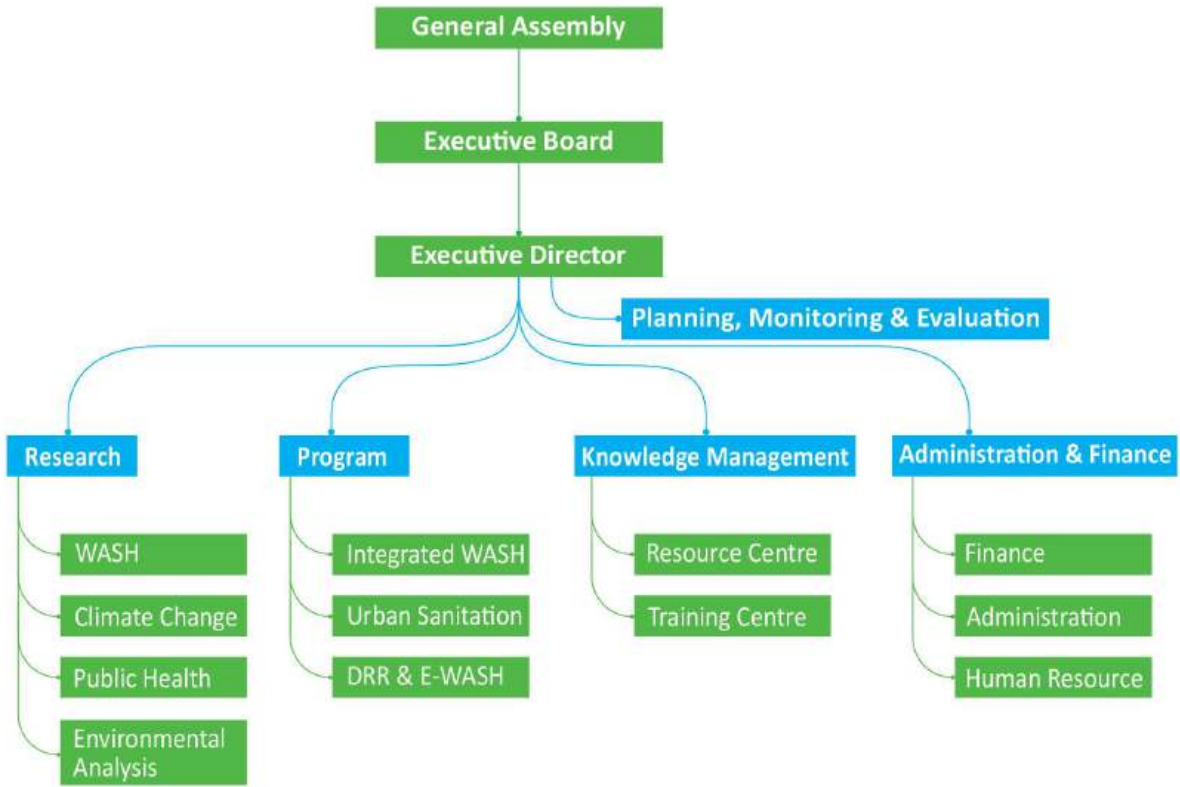 General Assembly
Executive Board
Executive Director
Planning, Monitoring & Evaluation
Research
WASH
Climate Change
Public Health
Environmental
Analysis
Program
Integrated WASH
Urban Sanitation
DRR & E-WASH
Knowledge Management
Resource Centre
Training Centre
Administration & Finance
Finance
Administration
Human Resource